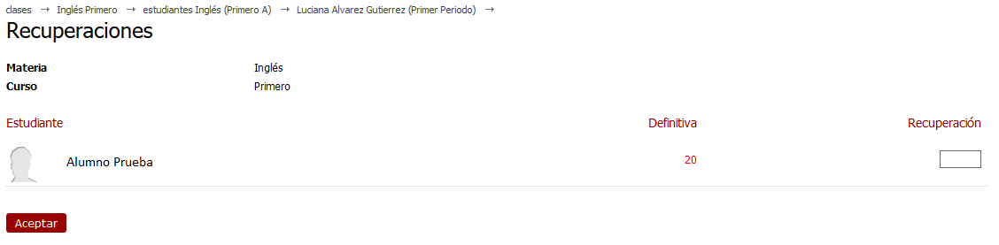 clases → Inglés Primero → estudiantes Inglés (Primero A) → Luciana Alvarez Gutierrez (Primer Periodo) →
Recuperaciones
Materia Inglés
Curso Primero
Estudiante Definitiva Recuperación
Alumno Prueba 20
Aceptar